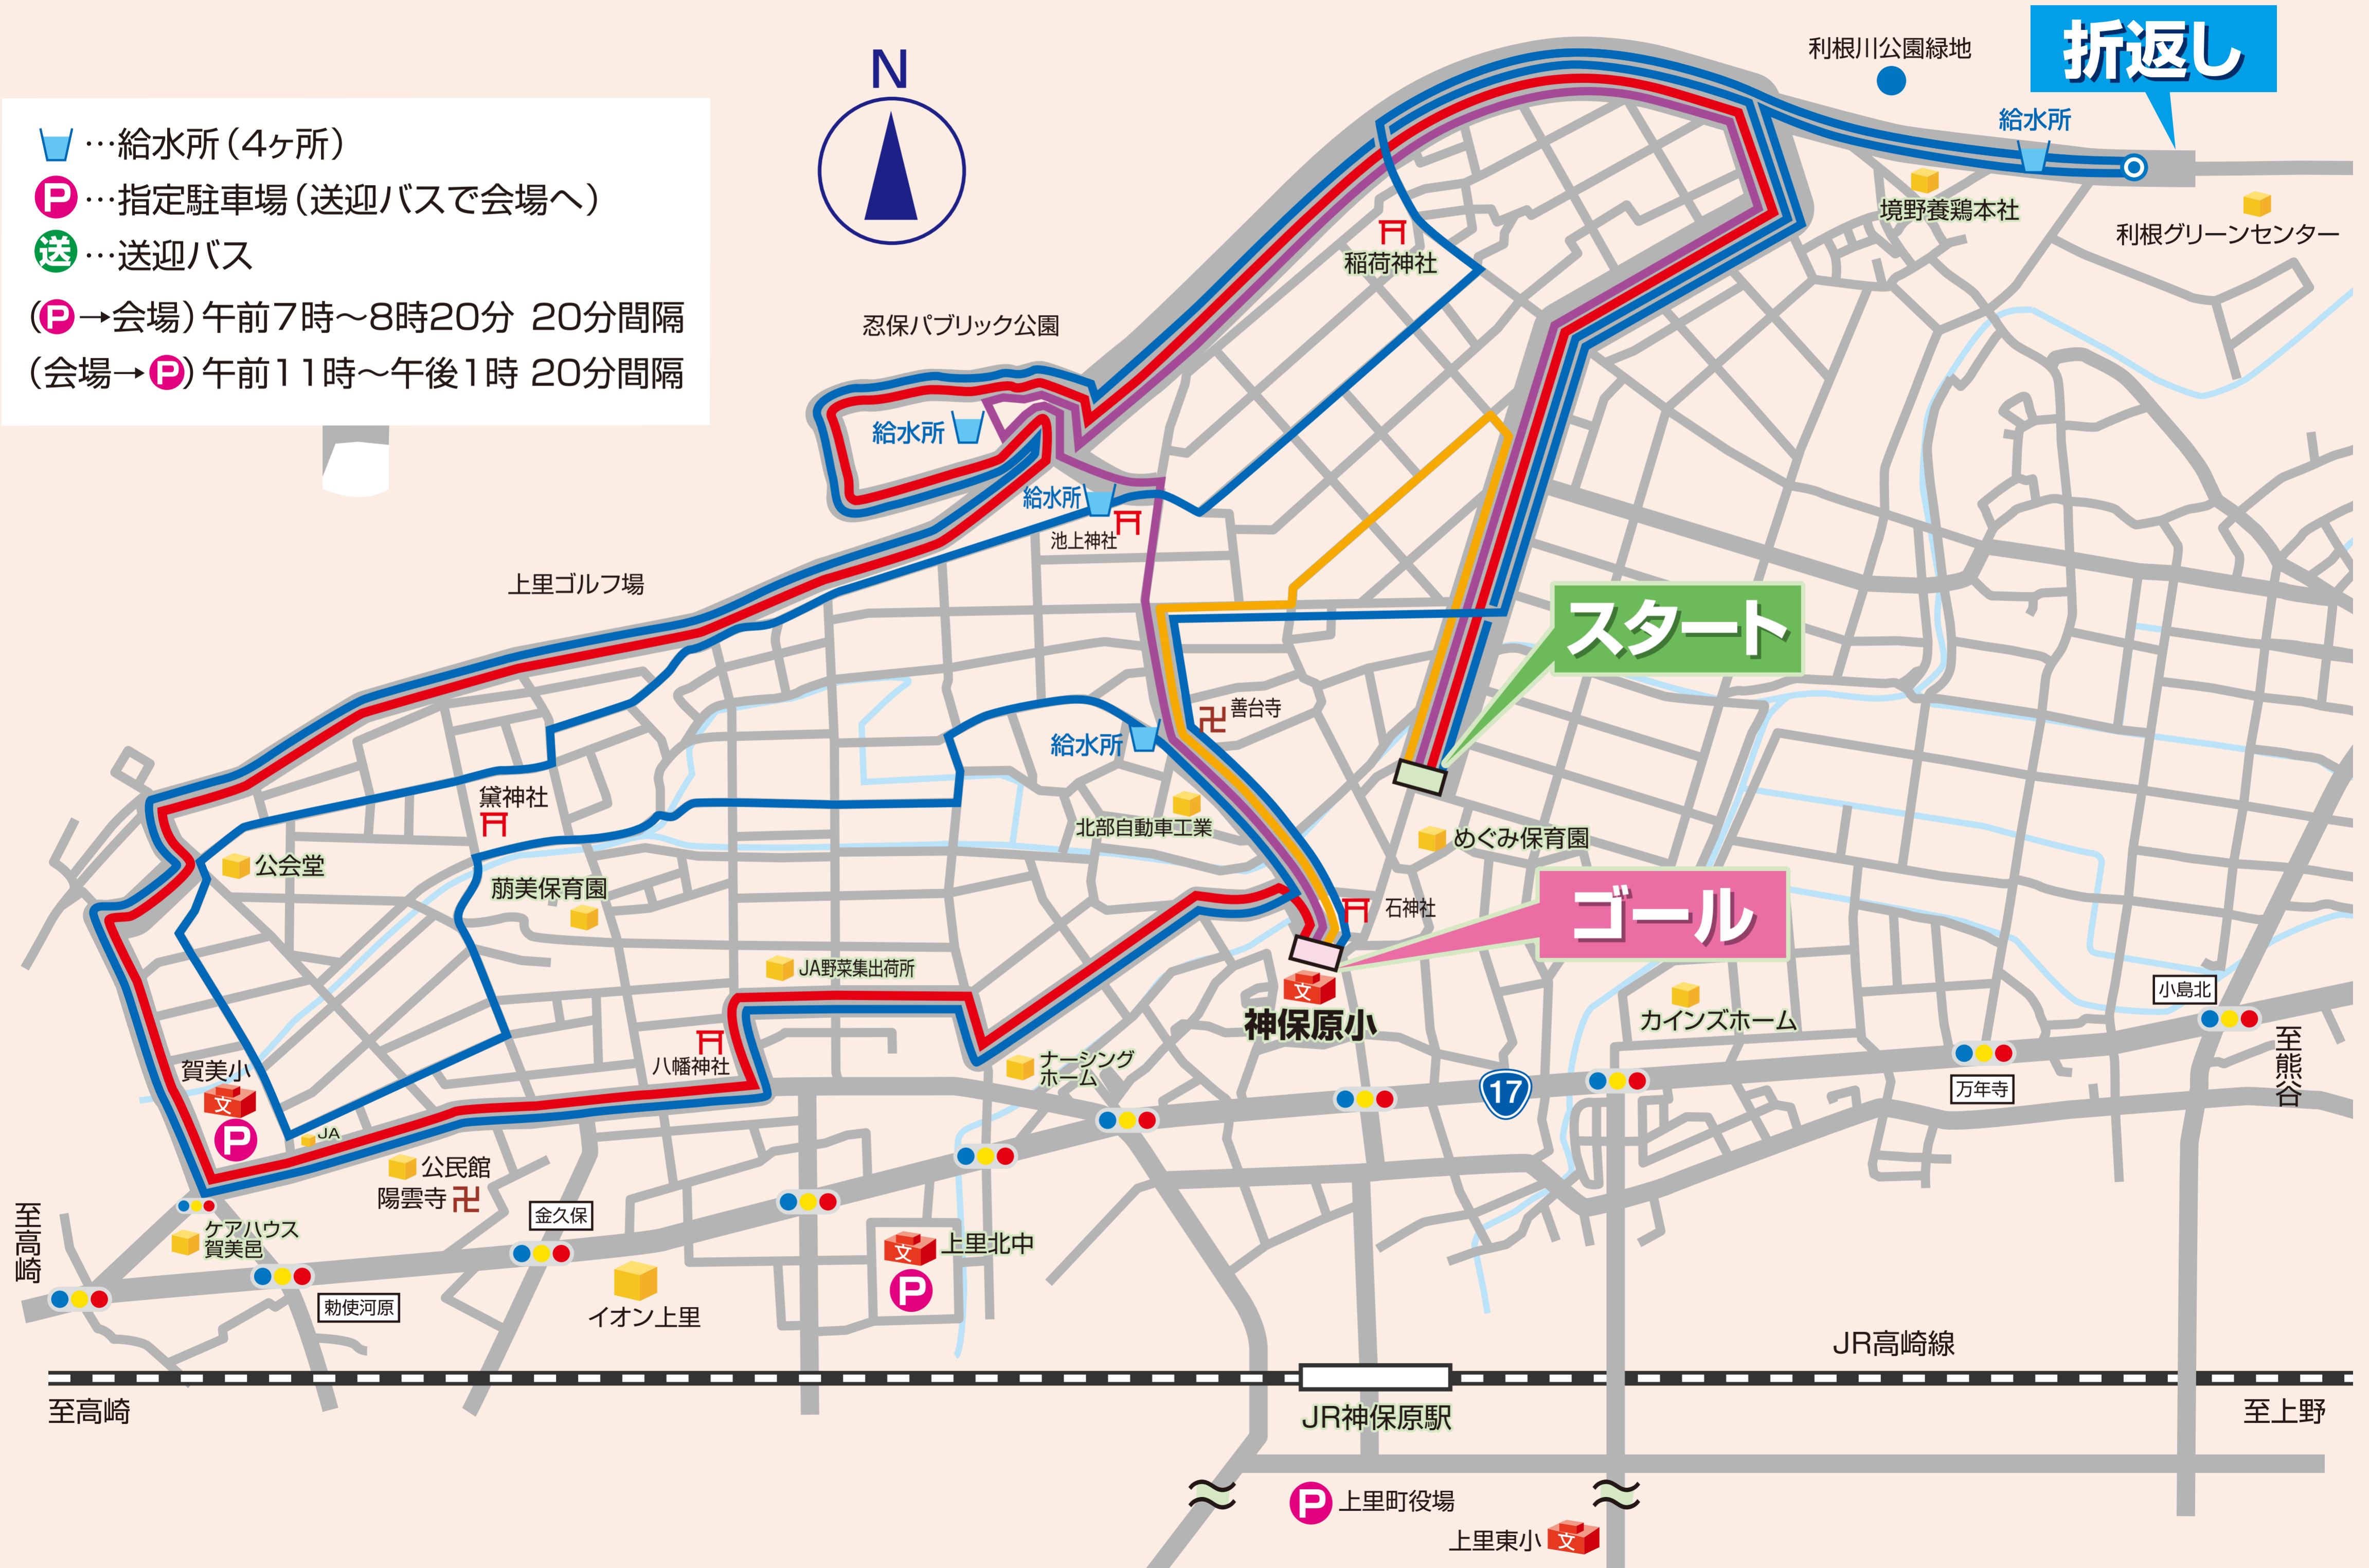 …給水所（4ヶ所）
P…指定駐車場（送迎バスで会場へ）
送…送迎バス
（P→会場）午前7時～8時20分 20分間隔
（会場→P）午前11時～午後1時 20分間隔
N
利根川公園緑地
折返し
給水所
境野養鶏本社
利根グリーンセンター
稲荷神社
忍保パブリック公園
給水所
給水所
池上神社
上里ゴルフ場
スタート
善台寺
給水所
黛神社
北部自動車工業
めぐみ保育園
公会堂
萠美保育園
石神社
ゴール
JA野菜集出荷所
文
神保原小
カインズホーム
小島北
八幡神社
ナーシング
ホーム
至熊谷
賀美小
文
P
17
万年寺
JA
公民館
陽雲寺
金久保
至高崎
ケアハウス
賀美邑
文
上里北中
P
勅使河原
イオン上里
JR高崎線
至高崎
JR神保原駅
至上野
P
上里町役場
上里東小
文